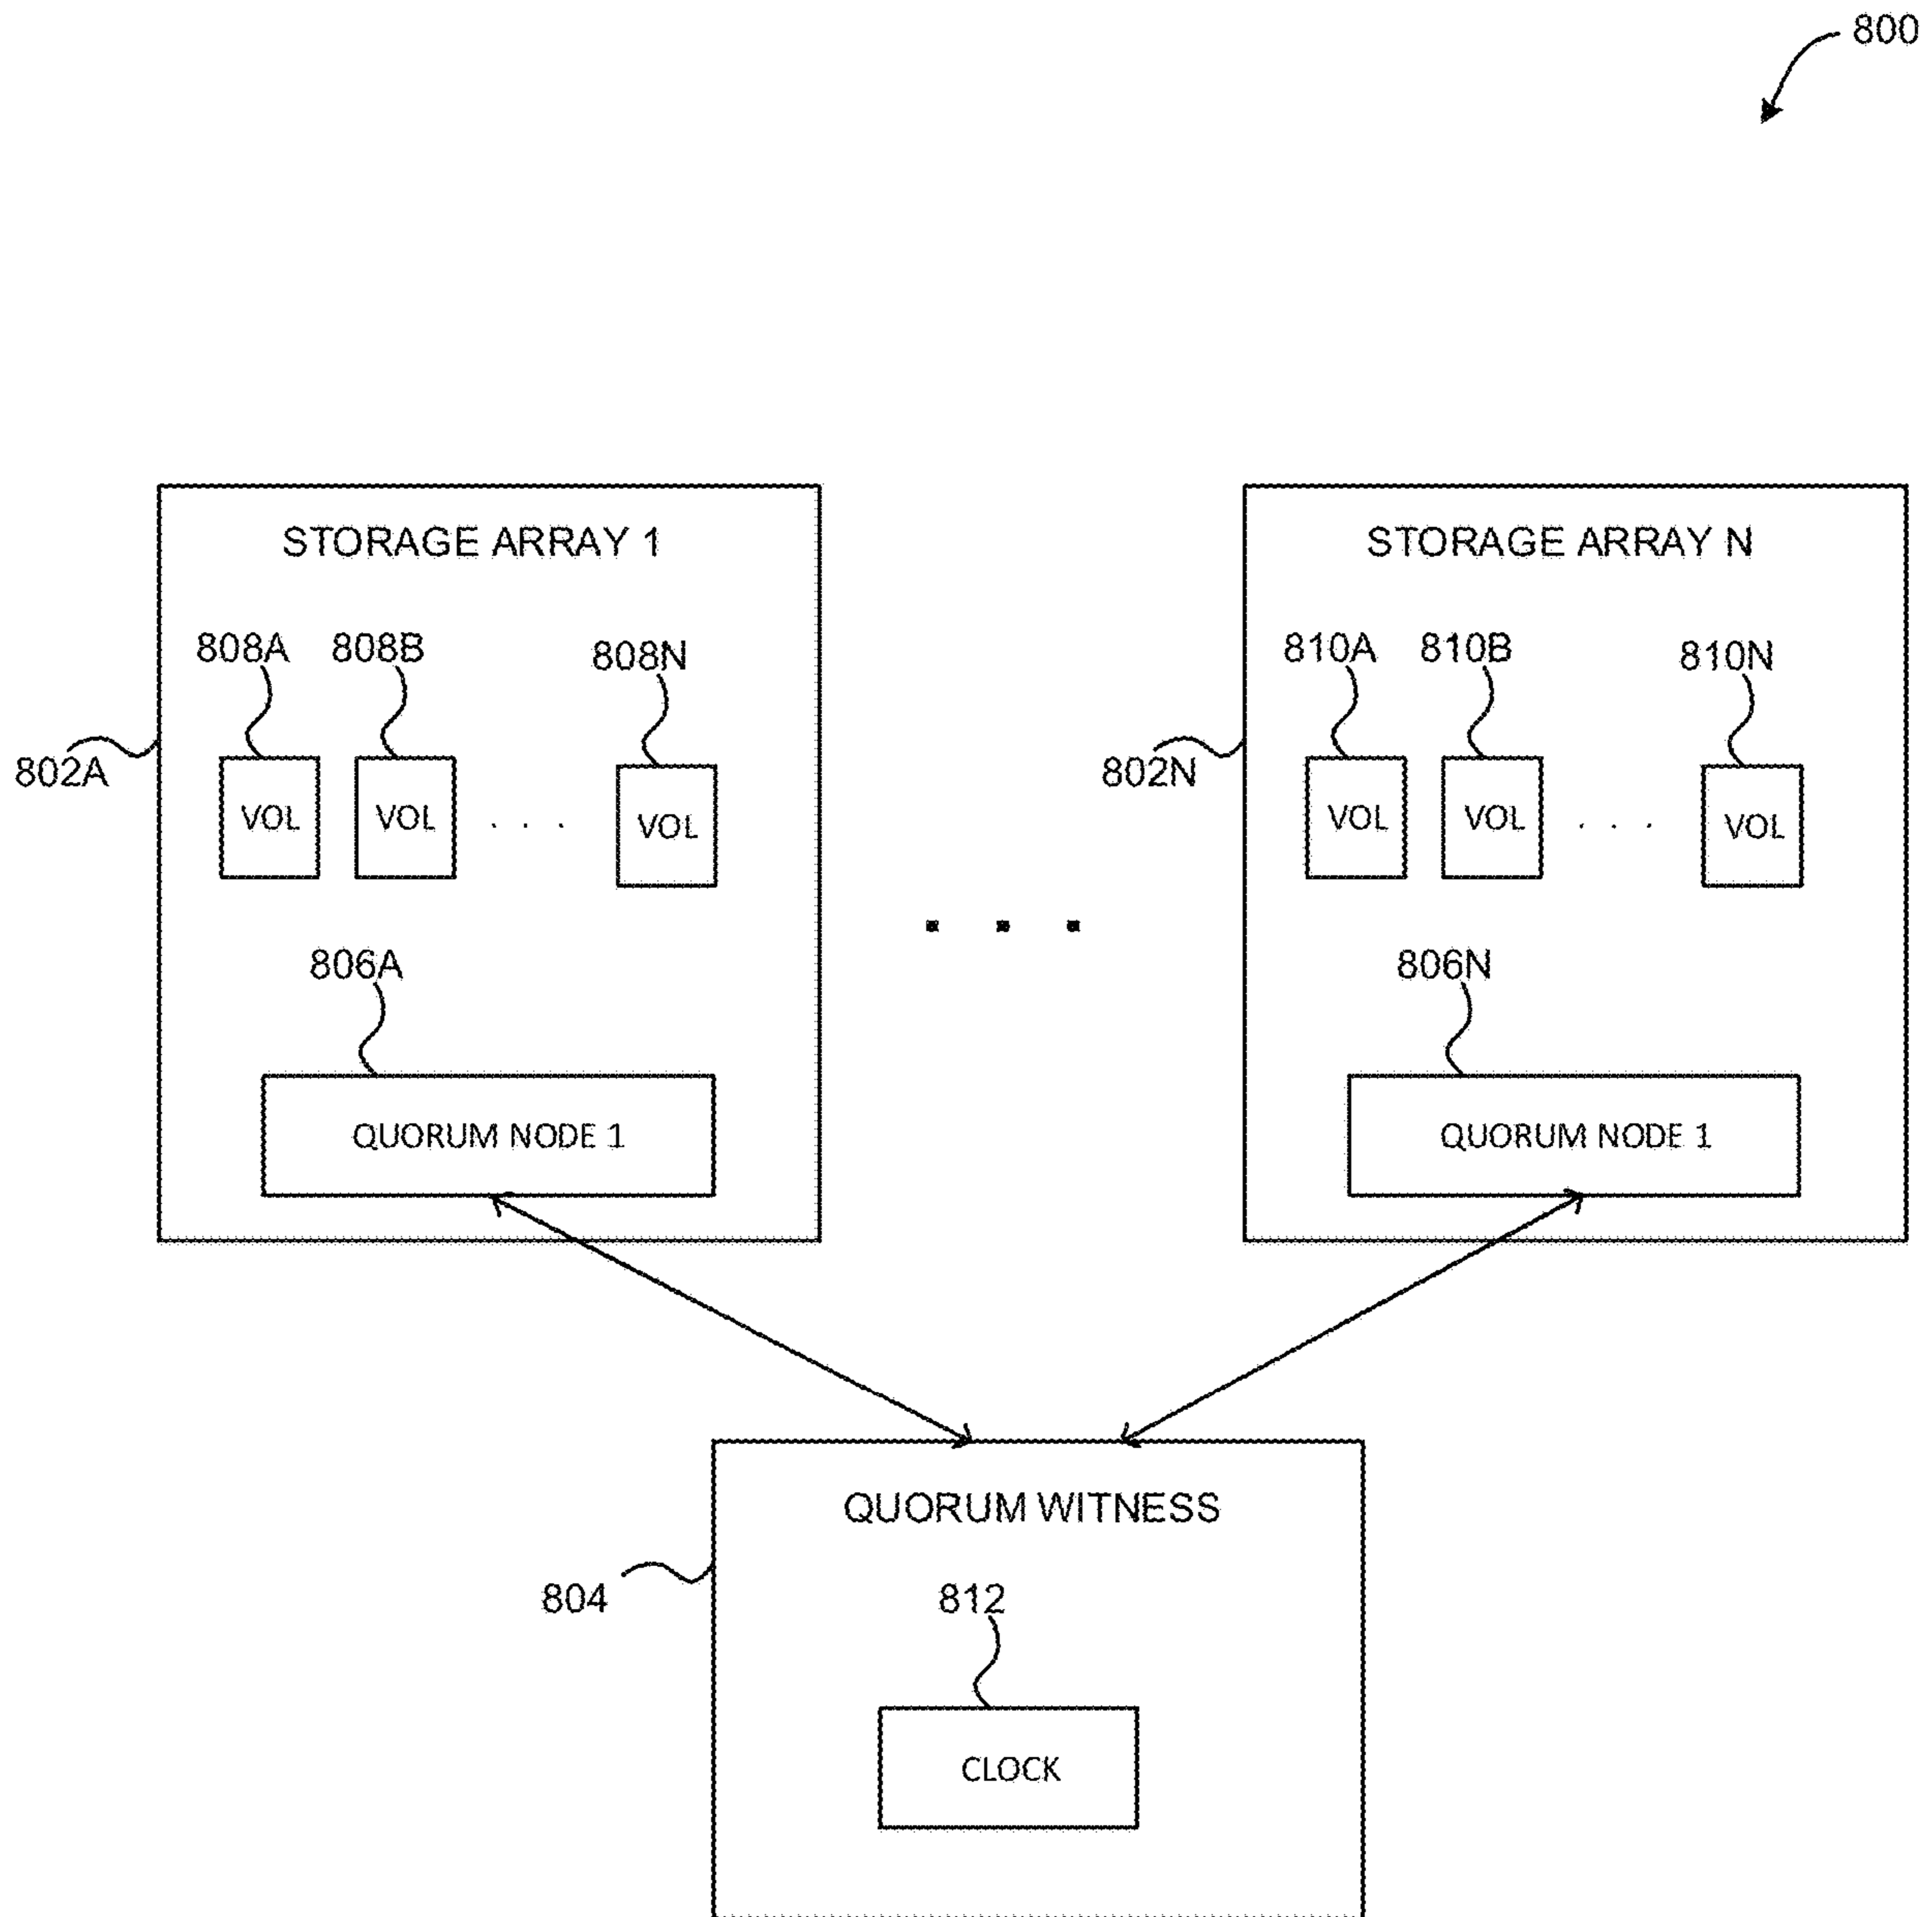 800
STORAGE ARRAY 1
STORAGE ARRAY N
808A 808B 808N
810A 810B 810N
802A
802N
VOL VOL . . . VOL
VOL VOL . . . VOL
. . .
806A
806N
QUORUM NODE 1
QUORUM NODE 1
QUORUM WITNESS
804
812
CLOCK